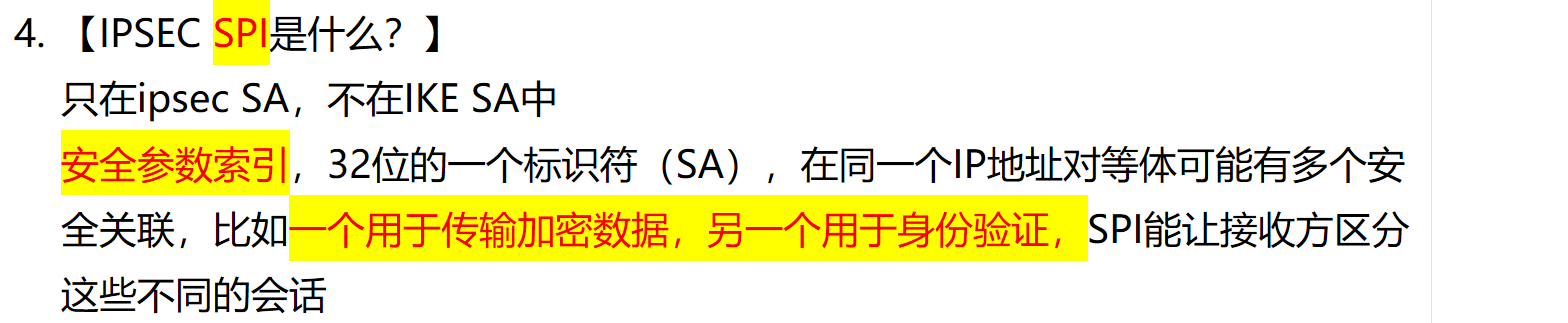 4. 【IPSEC SPI是什么？】
只在ipsec SA，不在IKE SA中
安全参数索引，32位的一个标识符（SA），在同一个IP地址对等体可能有多个安
全关联，比如一个用于传输加密数据，另一个用于身份验证，SPI能让接收方区分
这些不同的会话